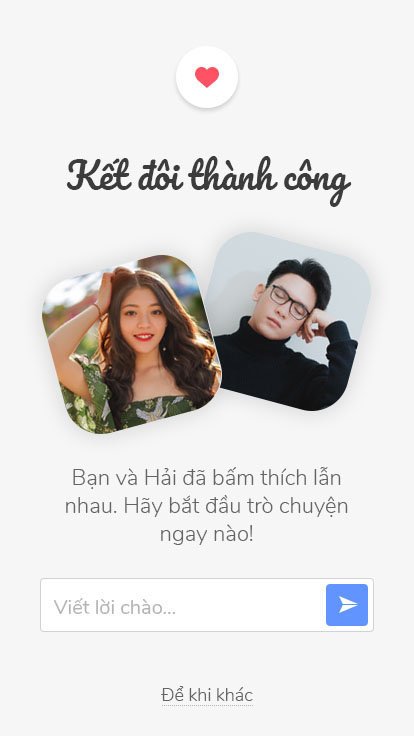 Kết đôi thành công
Bạn và Hải đã bấm thích lẫn
nhau. Hãy bắt đầu trò chuyện
ngay nào!
Viết lời chào...
Để khi khác